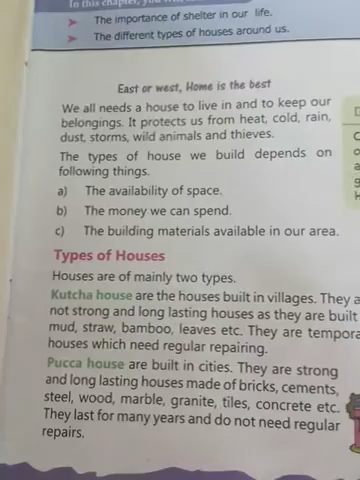 In this chapter, you
The importance of shelter in our life.
The different types of houses around us.
East or west, Home is the best
We all needs a house to live in and to keep our
belongings. It protects us from heat, cold, rain,
dust, storms, wild animals and thieves.
The types of house we build depends on
following things.
a) The availability of space.
b) The money we can spend.
c) The building materials available in our area.
Types of Houses
Houses are of mainly two types.
Kutcha house are the houses built in villages. They a
not strong and long lasting houses as they are built
mud, straw, bamboo, leaves etc. They are tempora
houses which need regular repairing.
Pucca house are built in cities. They are strong
and long lasting houses made of bricks, cements,
steel, wood, marble, granite, tiles, concrete etc.
They last for many years and do not need regular
repairs.